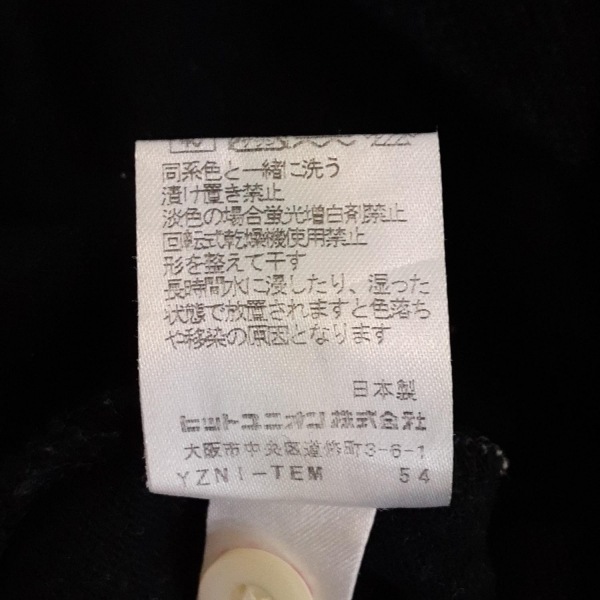 同系色と一緒に洗う
漬け置き禁止
淡色の場合蛍光増白剤禁止
回転式乾燥機使用禁止
形を整えて干す
長時間水に浸したり、湿った
状態で放置されますと色落ち
や移染の原因となります
日本製
ヒットユニオン株式会社
大阪市中央区道修町3-6-1
YZNI-TEM 54